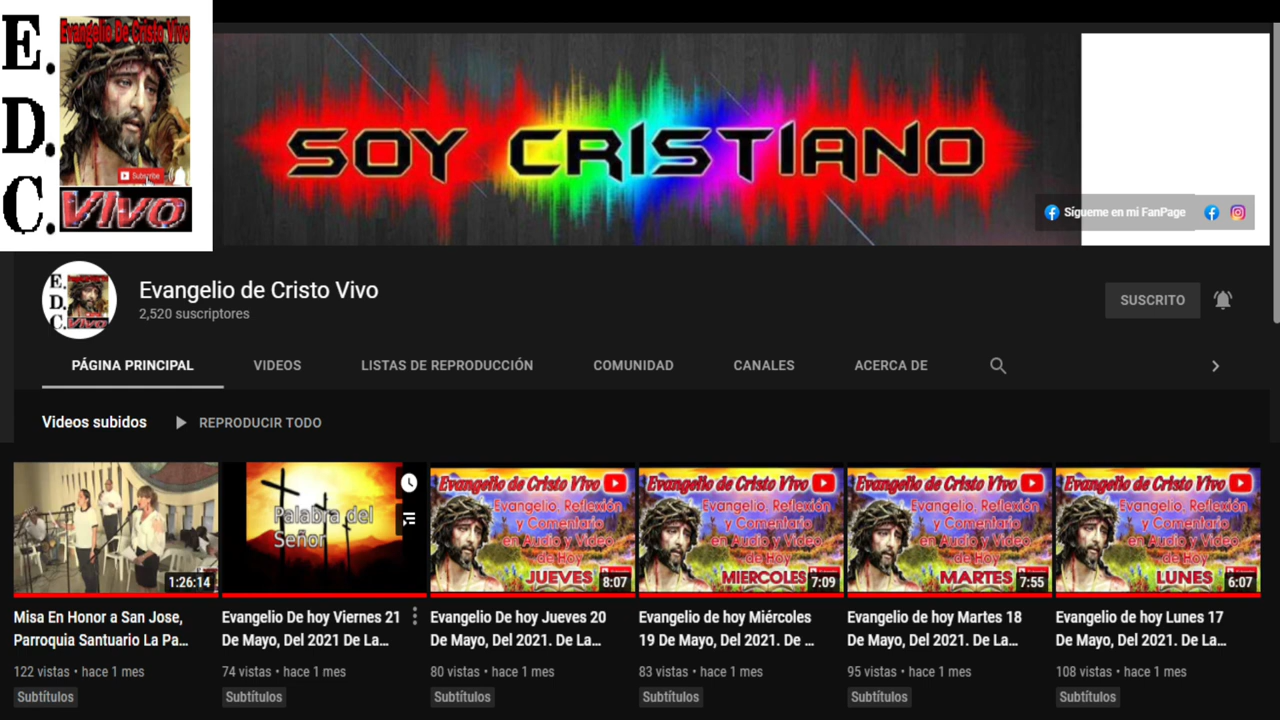 E.
D.
C.
Evangelio De Cristo Vivo
Subscribe
Vivo
SOY CRISTIANO
Sígueme en mi FanPage
E.
D.
C.
Vivo
Evangelio de Cristo Vivo
2,520 suscriptores
SUSCRITO
PÁGINA PRINCIPAL VIDEOS LISTAS DE REPRODUCCIÓN COMUNIDAD CANALES ACERCA DE
Videos subidos REPRODUCIR TODO
1:26:14
Misa En Honor a San Jose,
Parroquia Santuario La Pa...
122 vistas • hace 1 mes
Subtítulos
Palabra del
Señor
Evangelio De hoy Viernes 21
De Mayo, Del 2021 De La...
74 vistas • hace 1 mes
Subtítulos
Evangelio de Cristo Vivo
Evangelio, Reflexión
y Comentario
en Audio y Video
de Hoy
JUEVES 8:07
Evangelio De hoy Jueves 20
De Mayo, Del 2021. De La...
80 vistas • hace 1 mes
Subtítulos
Evangelio de Cristo Vivo
Evangelio, Reflexión
y Comentario
en Audio y Video
de Hoy
MIERCOLES 7:09
Evangelio de hoy Miércoles
19 De Mayo, Del 2021. De ...
83 vistas • hace 1 mes
Subtítulos
Evangelio de Cristo Vivo
Evangelio, Reflexión
y Comentario
en Audio y Video
de Hoy
MARTES 7:55
Evangelio de hoy Martes 18
De Mayo, Del 2021. De La...
95 vistas • hace 1 mes
Subtítulos
Evangelio de Cristo Vivo
Evangelio, Reflexión
y Comentario
en Audio y Video
de Hoy
LUNES 6:07
Evangelio de hoy Lunes 17
De Mayo, Del 2021. De La...
108 vistas • hace 1 mes
Subtítulos